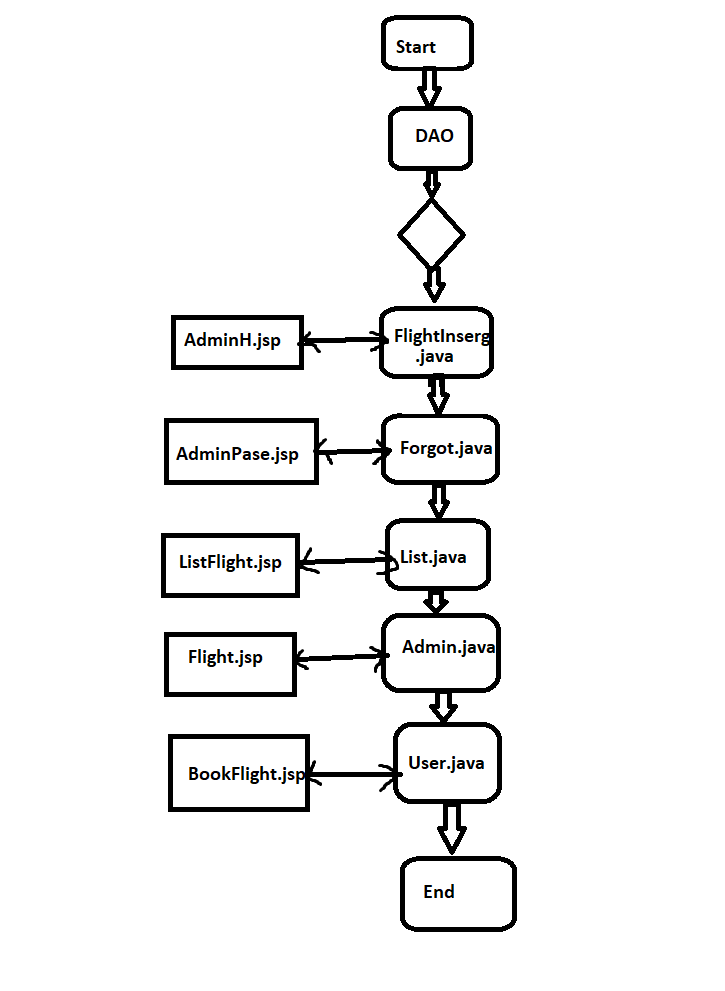 Start
DAO
AdminH.jsp
FlightInserg
.java
AdminPase.jsp
Forgot.java
ListFlight.jsp
List.java
Flight.jsp
Admin.java
BookFlight.jsp
User.java
End